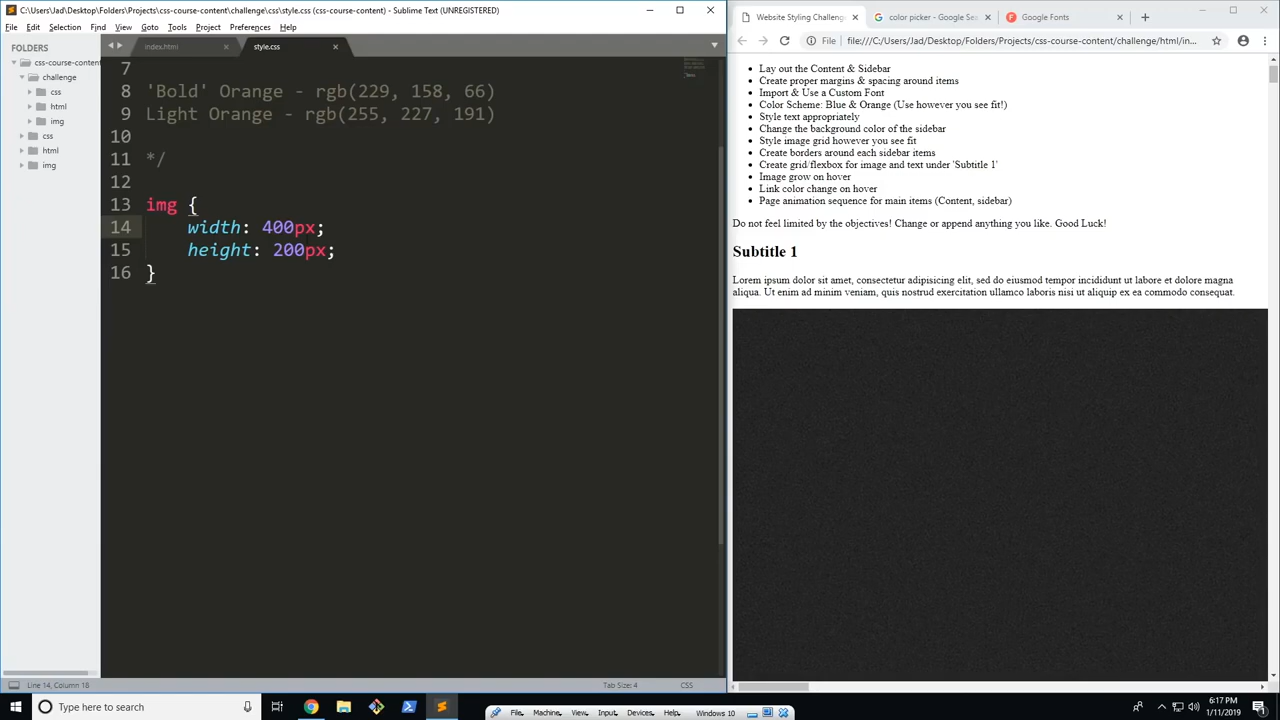 C:\Users\Jad\Desktop\Folders\Projects\css-course-content\challenge\css\style.css (css-course-content) - Sublime Text (UNREGISTERED)
File Edit Selection Find View Goto Tools Project Preferences Help
FOLDERS
css-course-content
challenge
css
html
img
css
html
img
index.html
style.css
7
8 'Bold' Orange - rgb(229, 158, 66)
9 Light Orange - rgb(255, 227, 191)
10
11 */
12
13 img {
14 width: 400px;
15 height: 200px;
16 }
Line 14, Column 18
Tab Size: 4
CSS
Website Styling Challeng
color picker - Google Sea
Google Fonts
File file:///C:/Users/Jad/Desktop/Folders/Projects/css-course-content/challenge/html/in...
Lay out the Content & Sidebar
Create proper margins & spacing around items
Import & Use a Custom Font
Color Scheme: Blue & Orange (Use however you see fit!)
Style text appropriately
Change the background color of the sidebar
Style image grid however you see fit
Create borders around each sidebar items
Create grid/flexbox for image and text under 'Subtitle 1'
Image grow on hover
Link color change on hover
Page animation sequence for main items (Content, sidebar)
Do not feel limited by the objectives! Change or append anything you like. Good Luck!
Subtitle 1
Lorem ipsum dolor sit amet, consectetur adipisicing elit, sed do eiusmod tempor incididunt ut labore et dolore magna
aliqua. Ut enim ad minim veniam, quis nostrud exercitation ullamco laboris nisi ut aliquip ex ea commodo consequat.
Type here to search
File Machine View Input Devices Help Windows 10
6:17 PM
1/11/2019